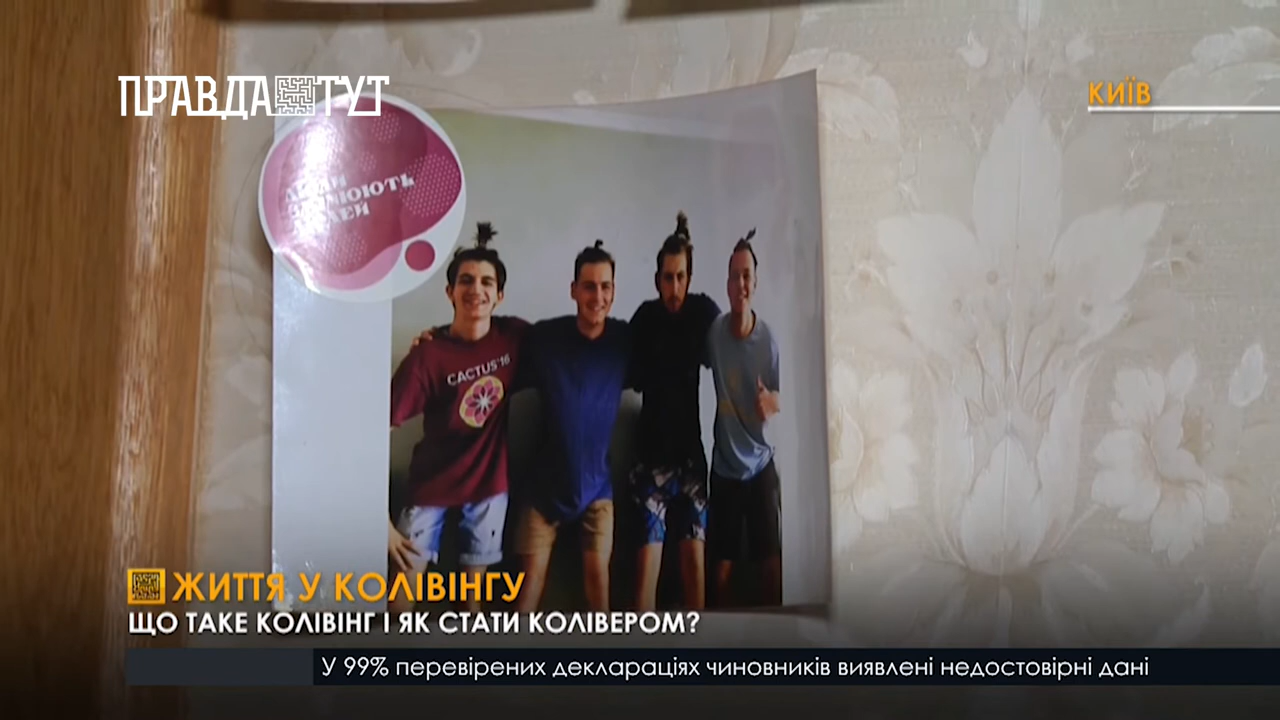 ПРАВДА ТУТ
КИЇВ
CACTUS'16
ЖИТТЯ У КОЛІВІНГУ
ЩО ТАКЕ КОЛІВІНГ І ЯК СТАТИ КОЛІВЕРОМ?
У 99% перевірених деклараціях чиновників виявлені недостовірні дані